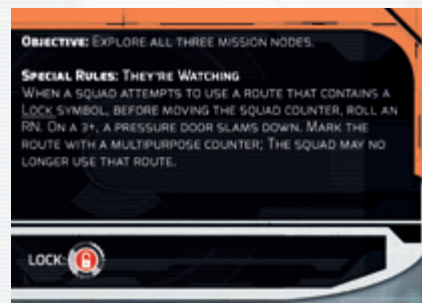 OBJECTIVE: EXPLORE ALL THREE MISSION NODES.
SPECIAL RULES: THEY'RE WATCHING
WHEN A SQUAD ATTEMPTS TO USE A ROUTE THAT CONTAINS A
LOCK SYMBOL, BEFORE MOVING THE SQUAD COUNTER, ROLL AN
RN. ON A 3+, A PRESSURE DOOR SLAMS DOWN. MARK THE
ROUTE WITH A MULTIPURPOSE COUNTER; THE SQUAD MAY NO
LONGER USE THAT ROUTE.
LOCK: